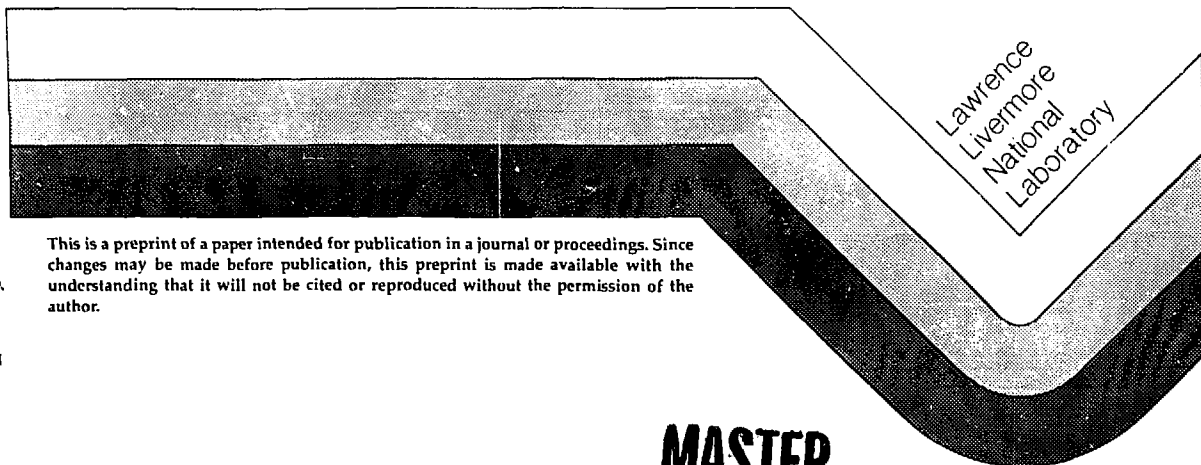 Lawrence
Livermore
National
Laboratory
This is a preprint of a paper intended for publication in a journal or proceedings. Since
changes may be made before publication, this preprint is made available with the
understanding that it will not be cited or reproduced without the permission of the
author.
MASTER